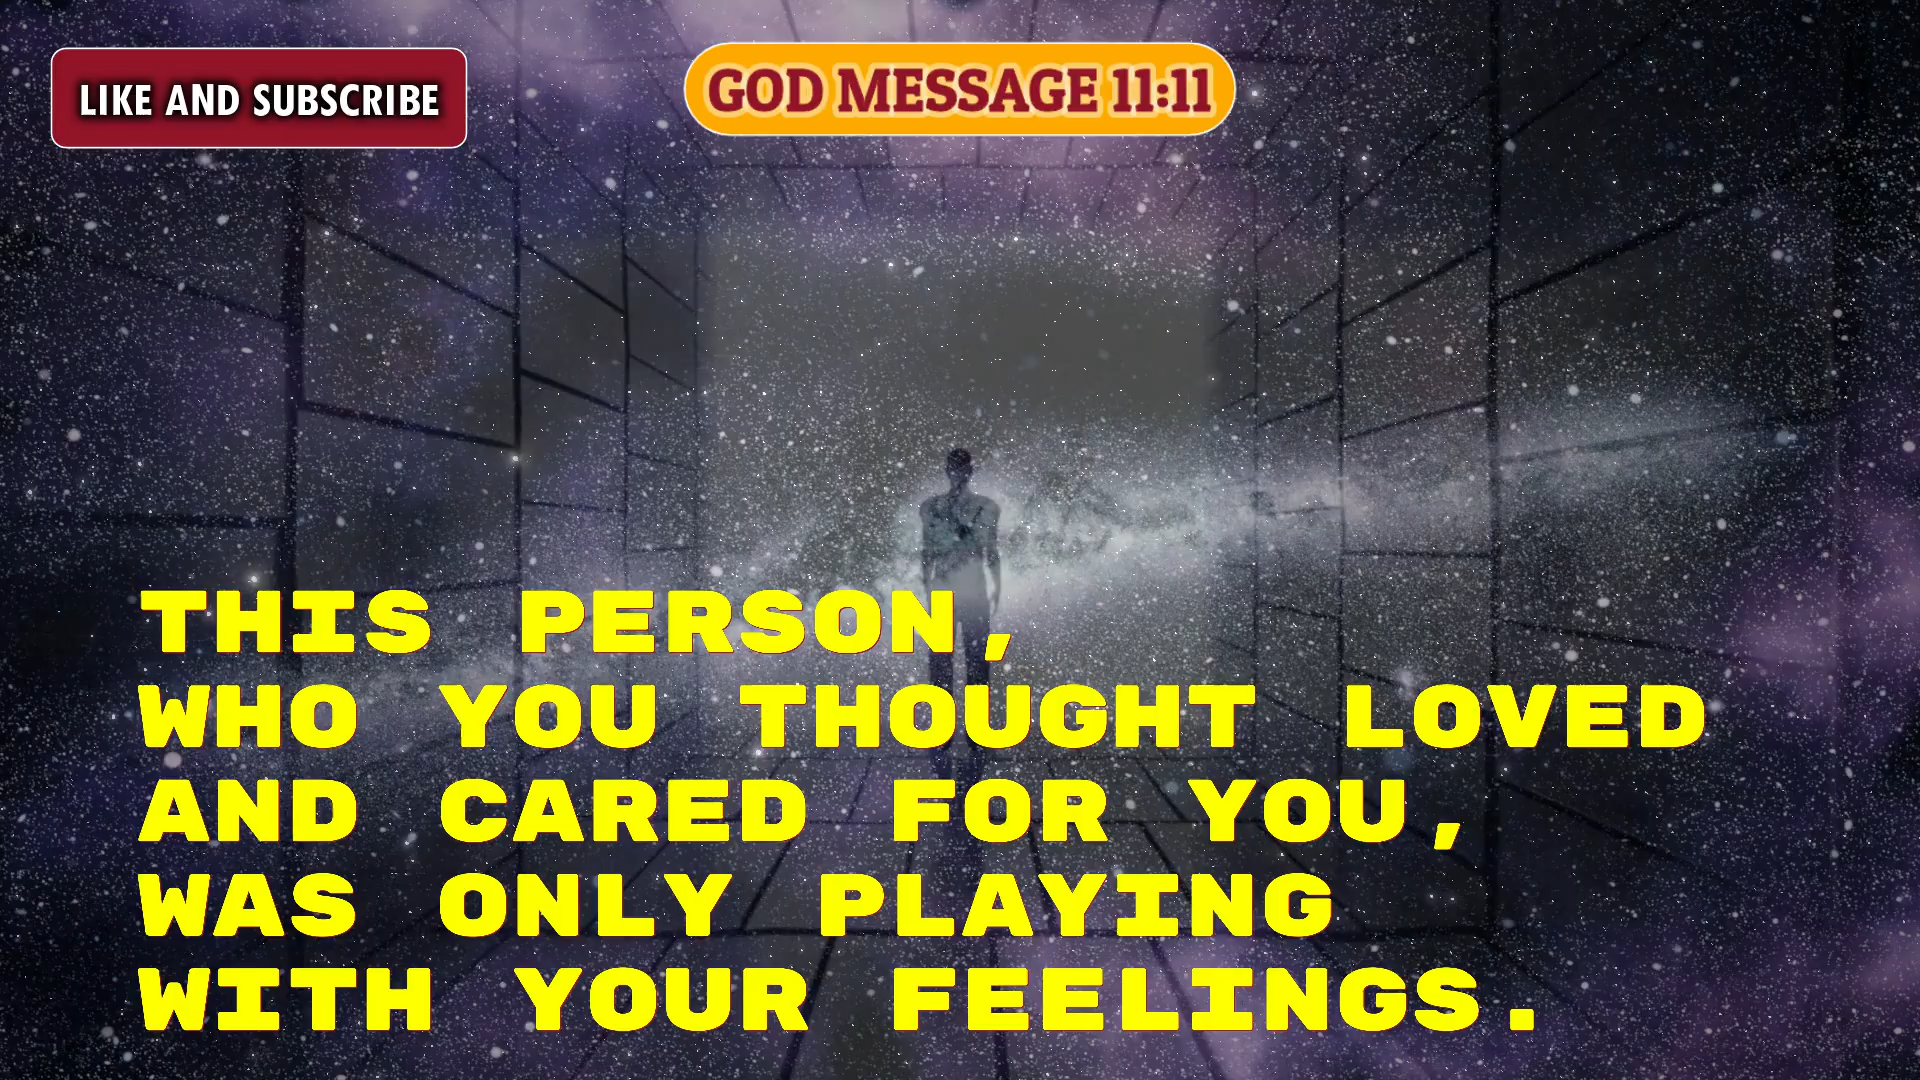 LIKE AND SUBSCRIBE
GOD MESSAGE 11:11
THIS PERSON,
WHO YOU THOUGHT LOVED
AND CARED FOR YOU,
WAS ONLY PLAYING
WITH YOUR FEELINGS.